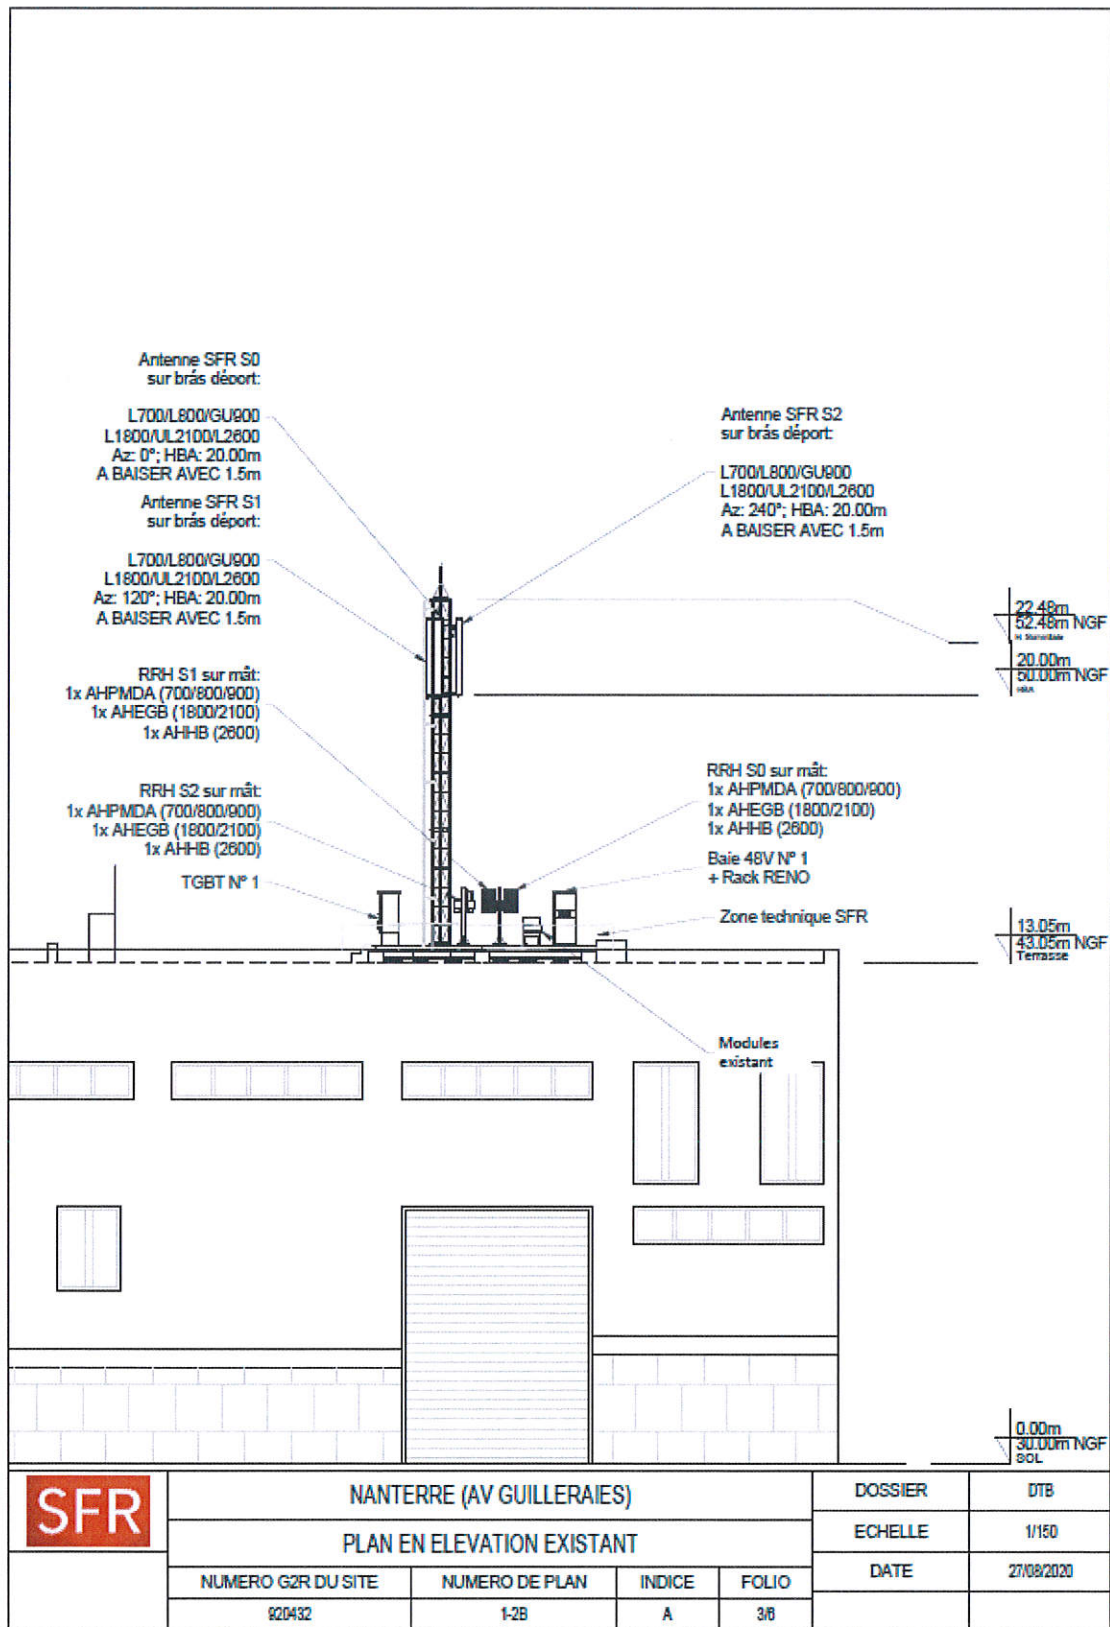 Antenne SFR S0
sur brás déport:
L700/L800/GU900
L1800/UL2100/L2600
Az: 0°; HBA: 20.00m
A BAISER AVEC 1.5m
Antenne SFR S1
sur brás déport:
L700/L800/GU900
L1800/UL2100/L2600
Az: 120°; HBA: 20.00m
A BAISER AVEC 1.5m
RRH S1 sur mât:
1x AHPMDA (700/800/900)
1x AHEGB (1800/2100)
1x AHHB (2600)
RRH S2 sur mât:
1x AHPMDA (700/800/900)
1x AHEGB (1800/2100)
1x AHHB (2600)
TGBT N° 1
Antenne SFR S2
sur brás déport:
L700/L800/GU900
L1800/UL2100/L2600
Az: 240°; HBA: 20.00m
A BAISER AVEC 1.5m
22.48m
52.48m NGF
20.00m
50.00m NGF
HBA
RRH S0 sur mât:
1x AHPMDA (700/800/900)
1x AHEGB (1800/2100)
1x AHHB (2600)
Baie 48V N° 1
+ Rack RENO
Zone technique SFR
13.05m
43.05m NGF
Terrasse
Modules
existant
0.00m
30.00m NGF
SOL
SFR
NANTERRE (AV GUILLERAIES)
PLAN EN ELEVATION EXISTANT
NUMERO G2R DU SITE
NUMERO DE PLAN
INDICE
FOLIO
920432
1-2B
A
3/6
DOSSIER
DTB
ECHELLE
1/150
DATE
27/08/2020